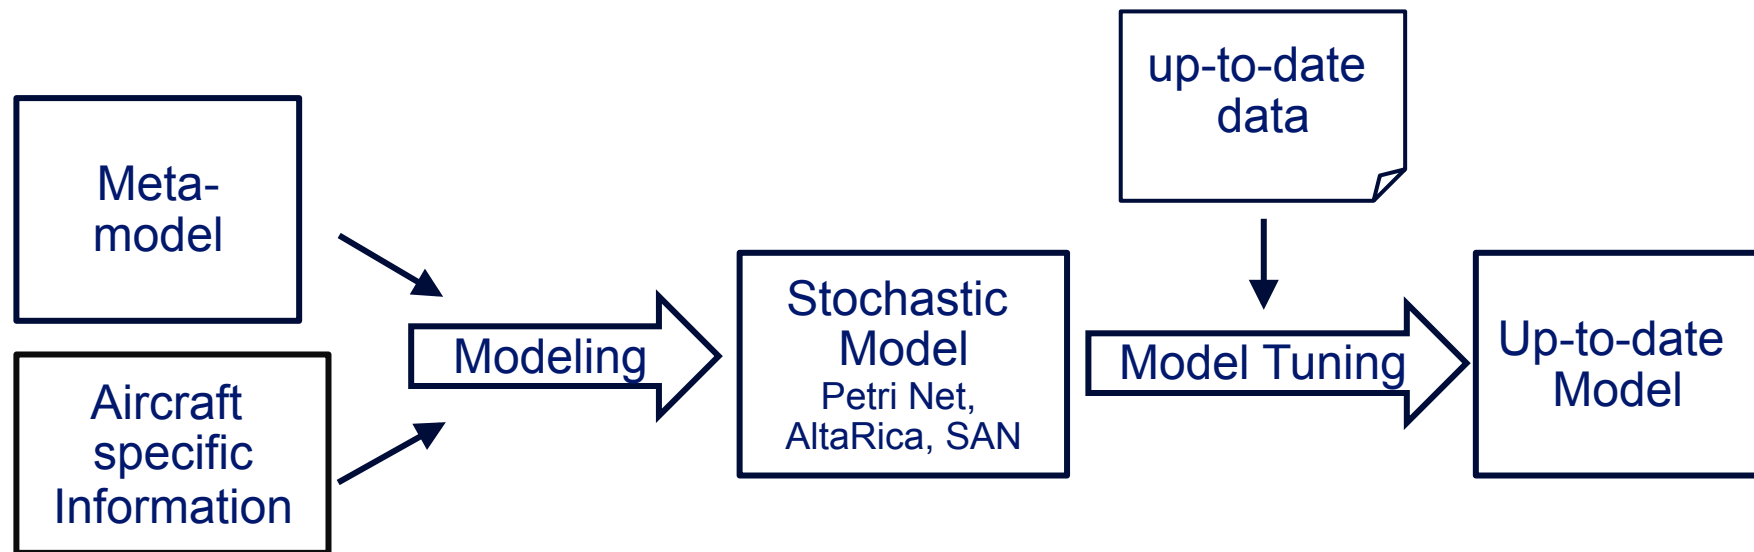 up-to-date
data
Meta-
model
Modeling
Stochastic
Model
Petri Net,
AltaRica, SAN
Model Tuning
Up-to-date
Model
Aircraft
specific
Information